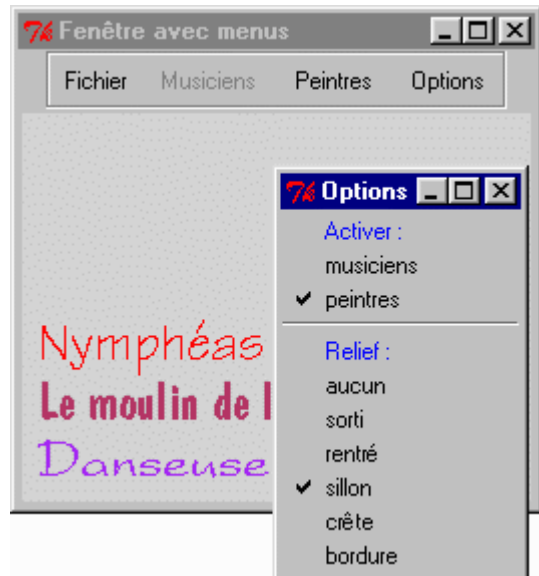 Fenêtre avec menus
Fichier Musiciens Peintres Options
Options
Activer :
musiciens
peintres
Relief :
aucun
sorti
rentré
sillon
crête
bordure
Nymphéas
Le moulin de l
Danseuse